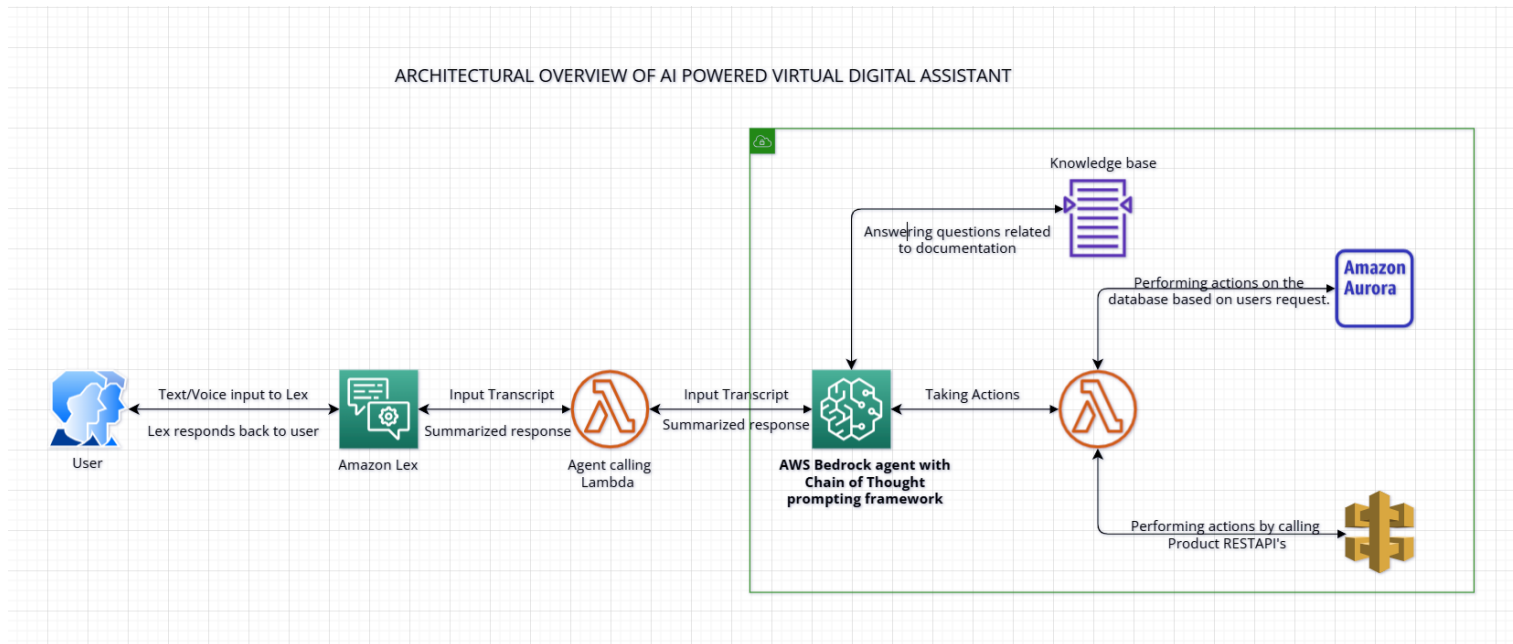 ARCHITECTURAL OVERVIEW OF AI POWERED VIRTUAL DIGITAL ASSISTANT
Knowledge base
Answering questions related
to documentation
Amazon
Aurora
Performing actions on the
database based on users request.
Text/Voice input to Lex
Lex responds back to user
User
Amazon Lex
Input Transcript
Summarized response
Agent calling
Lambda
Input Transcript
Summarized response
AWS Bedrock agent with
Chain of Thought
prompting framework
Taking Actions
Performing actions by calling
Product RESTAPI's